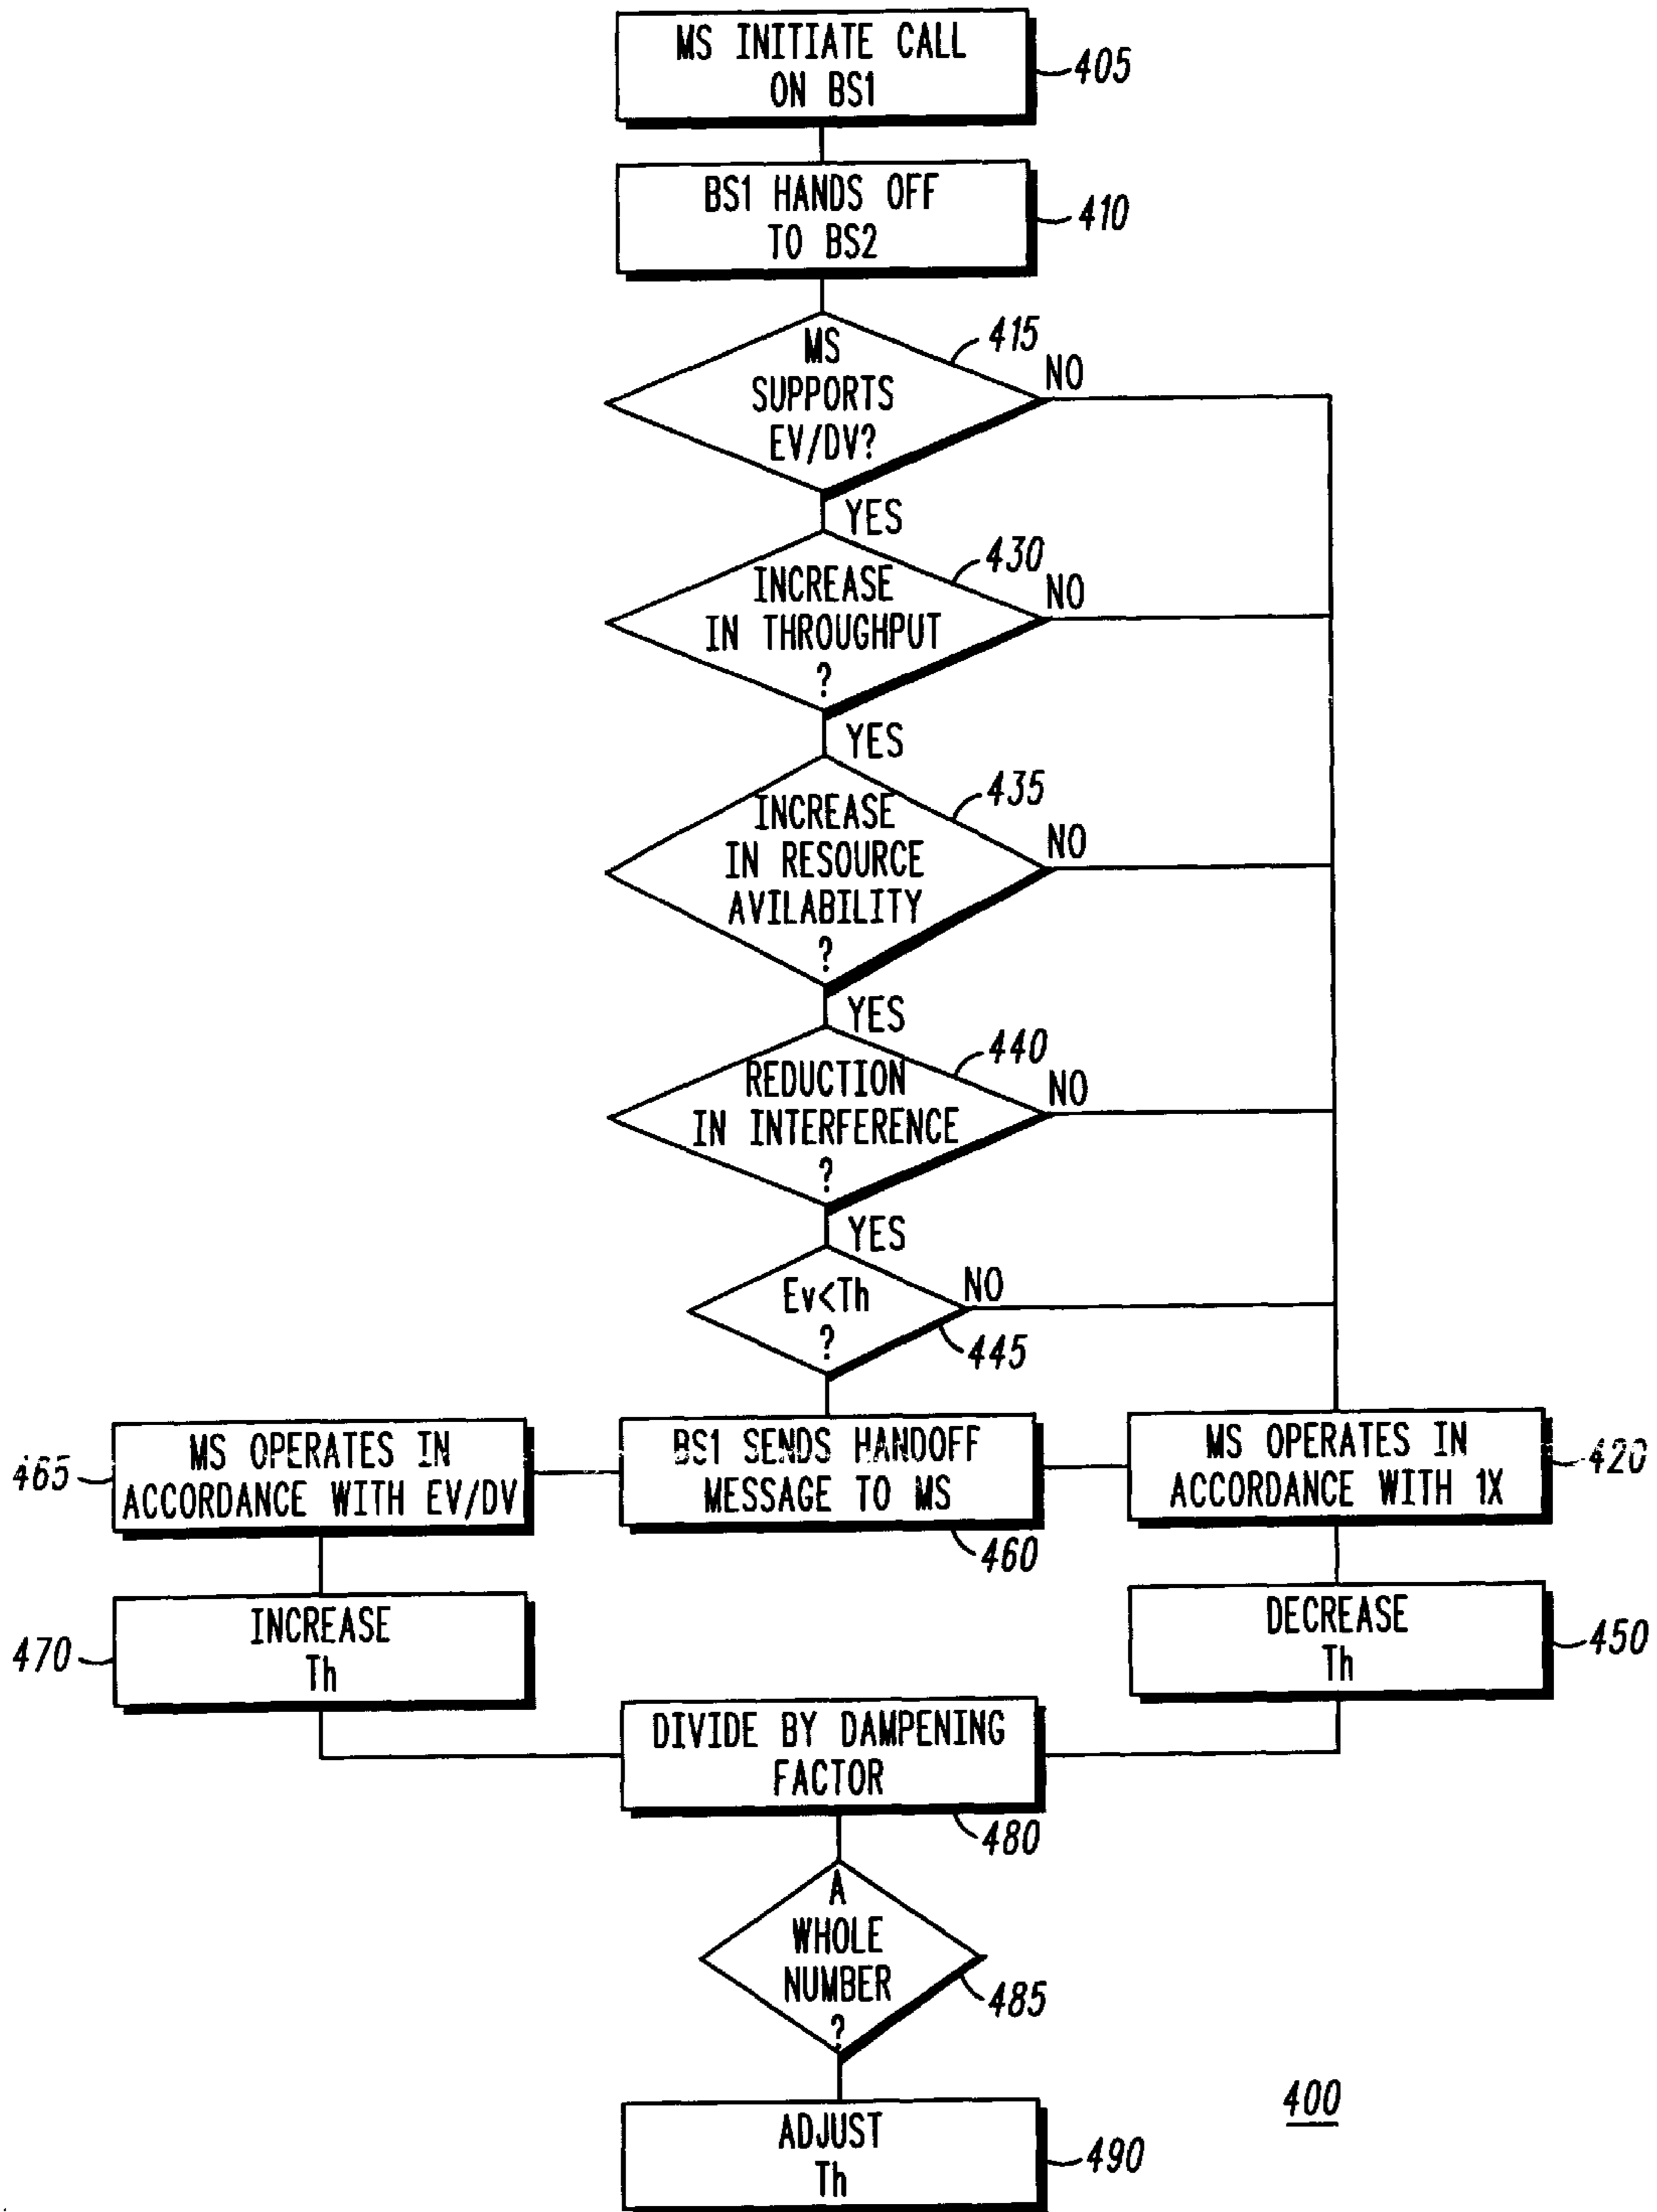 MS INITIATE CALL
ON BS1
405
BS1 HANDS OFF
TO BS2
410
MS
SUPPORTS
EV/DV?
415
NO
YES
INCREASE
IN THROUGHPUT
?
430
NO
YES
INCREASE
IN RESOURCE
AVILABILITY
?
435
NO
YES
REDUCTION
IN INTERFERENCE
?
440
NO
YES
Ev<Th
?
NO
445
465
MS OPERATES IN
ACCORDANCE WITH EV/DV
BS1 SENDS HANDOFF
MESSAGE TO MS
460
MS OPERATES IN
ACCORDANCE WITH 1X
420
470
INCREASE
Th
DECREASE
Th
450
DIVIDE BY DAMPENING
FACTOR
480
A
WHOLE
NUMBER
?
485
ADJUST
Th
490
400